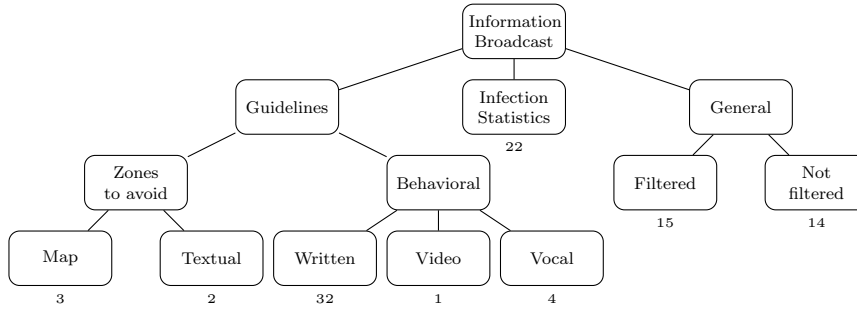 Information
Broadcast
Guidelines
Infection
Statistics
22
General
Zones
to avoid
Behavioral
Filtered
15
Not
filtered
14
Map
3
Textual
2
Written
32
Video
1
Vocal
4